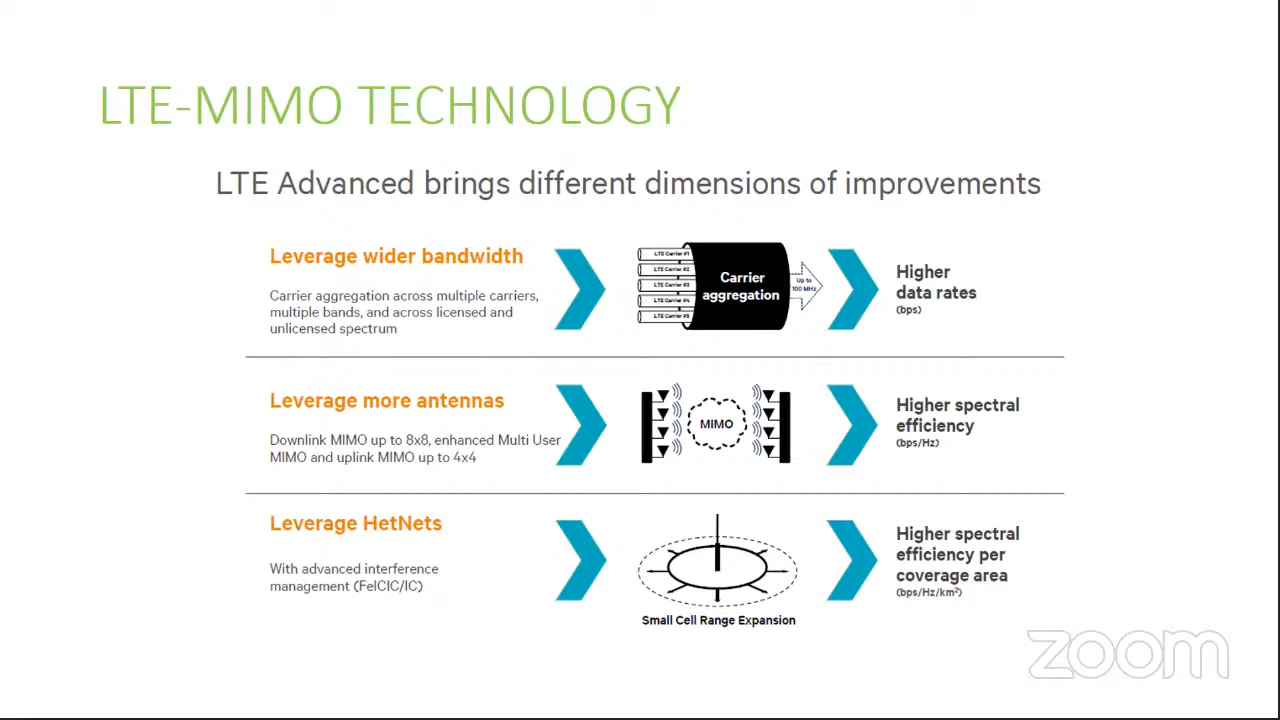 LTE-MIMO TECHNOLOGY
LTE Advanced brings different dimensions of improvements
Leverage wider bandwidth
Carrier aggregation across multiple carriers,
multiple bands, and across licensed and
unlicensed spectrum
LTE Carrier #1
LTE Carrier #2
LTE Carrier #3
LTE Carrier #4
LTE Carrier #5
Carrier
aggregation
Up to
100 MHz
Higher
data rates
(bps)
Leverage more antennas
Downlink MIMO up to 8x8, enhanced Multi User
MIMO and uplink MIMO up to 4x4
MIMO
Higher spectral
efficiency
(bps/Hz)
Leverage HetNets
With advanced interference
management (FeICIC/IC)
Small Cell Range Expansion
Higher spectral
efficiency per
coverage area
(bps/Hz/km²)
zoom